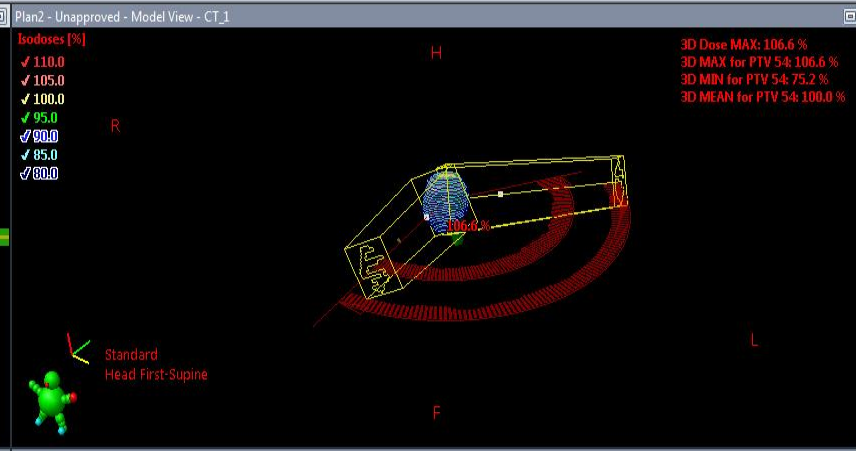 Plan2 - Unapproved - Model View - CT_1
Isodoses [%]
✓ 110.0
✓ 105.0
✓ 100.0
✓ 95.0
✓ 90.0
✓ 85.0
✓ 80.0
3D Dose MAX: 106.6 %
3D MAX for PTV 54: 106.6 %
3D MIN for PTV 54: 75.2 %
3D MEAN for PTV 54: 100.0 %
H
R
106.6 %
L
Standard
Head First-Supine
F